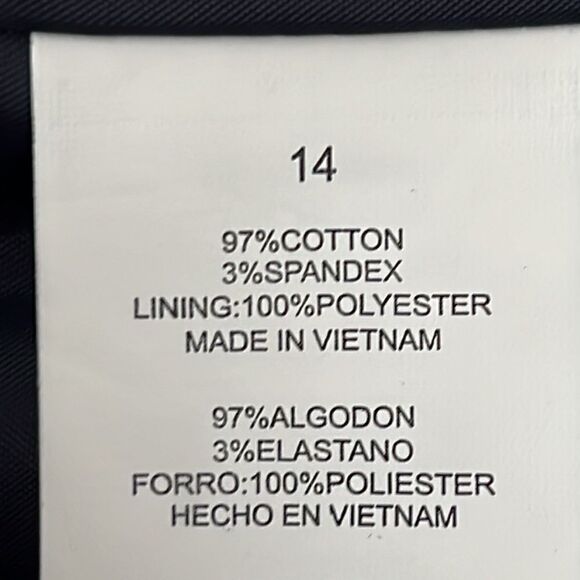 14
97%COTTON
3%SPANDEX
LINING:100%POLYESTER
MADE IN VIETNAM
97%ALGODON
3%ELASTANO
FORRO:100%POLIESTER
HECHO EN VIETNAM